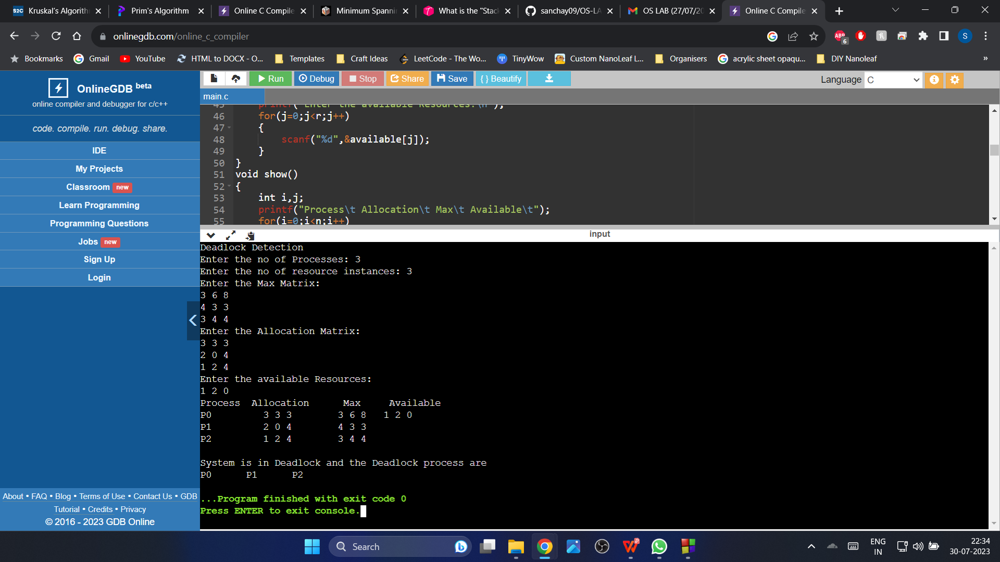 Kruskal's Algorith
Prim's Algorithm
Online C Compile
Minimum Spanni
What is the "Stac
sanchay09/OS-LA
OS LAB (27/07/20
Online C Compile
onlinegdb.com/online_c_compiler
Bookmarks Gmail YouTube HTML to DOCX - O... Templates Craft Ideas LeetCode - The Wo... TinyWow Custom NanoLeaf L... Organisers acrylic sheet opaqu... DIY Nanoleaf »
OnlineGDB beta
online compiler and debugger for c/c++
code. compile. run. debug. share.
IDE
My Projects
Classroom new
Learn Programming
Programming Questions
Jobs new
Sign Up
Login
About • FAQ • Blog • Terms of Use • Contact Us • GDB
Tutorial • Credits • Privacy
© 2016 - 2023 GDB Online
Run Debug Stop Share Save { } Beautify
Language C
main.c
45 printf("Enter the available Resources:\n");
46 for(j=0;j<r;j++)
47 {
48 scanf("%d",&available[j]);
49 }
50 }
51 void show()
52 {
53 int i,j;
54 printf("Process\t Allocation\t Max\t Available\t");
55 for(i=0;i<n;i++)
input
Deadlock Detection
Enter the no of Processes: 3
Enter the no of resource instances: 3
Enter the Max Matrix:
3 6 8
4 3 3
3 4 4
Enter the Allocation Matrix:
3 3 3
2 0 4
1 2 4
Enter the available Resources:
1 2 0
Process Allocation Max Available
P0 3 3 3 3 6 8 1 2 0
P1 2 0 4 4 3 3
P2 1 2 4 3 4 4
System is in Deadlock and the Deadlock process are
P0 P1 P2
...Program finished with exit code 0
Press ENTER to exit console.
Search
ENG
IN
22:34
30-07-2023